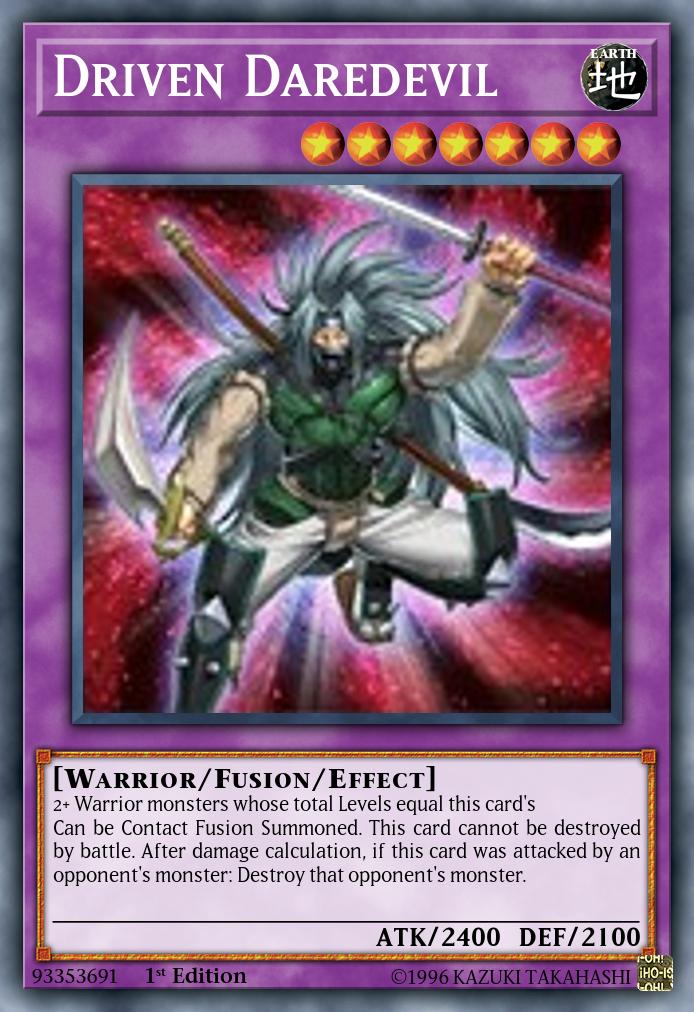 DRIVEN DAREDEVIL
EARTH
地
[WARRIOR/FUSION/EFFECT]
2+ Warrior monsters whose total Levels equal this card's
Can be Contact Fusion Summoned. This card cannot be destroyed
by battle. After damage calculation, if this card was attacked by an
opponent's monster: Destroy that opponent's monster.
ATK/2400 DEF/2100
93353691 1st Edition ©1996 KAZUKI TAKAHASHI